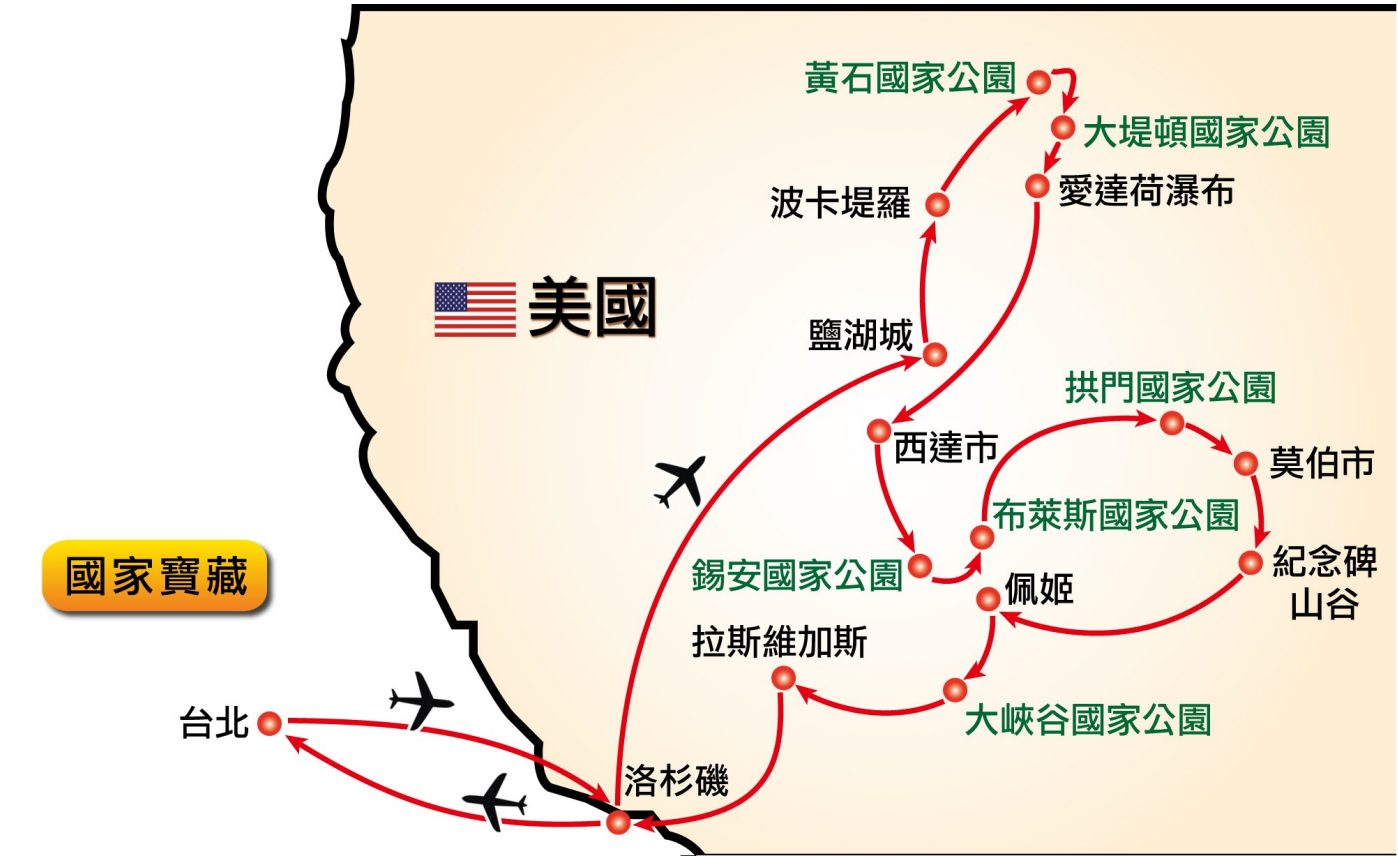 黃石國家公園
大堤頓國家公園
波卡堤羅
愛達荷瀑布
美國
鹽湖城
拱門國家公園
西達市
莫伯市
布萊斯國家公園
國家寶藏
錫安國家公園
佩姬
紀念碑
山谷
拉斯維加斯
台北
大峽谷國家公園
洛杉磯